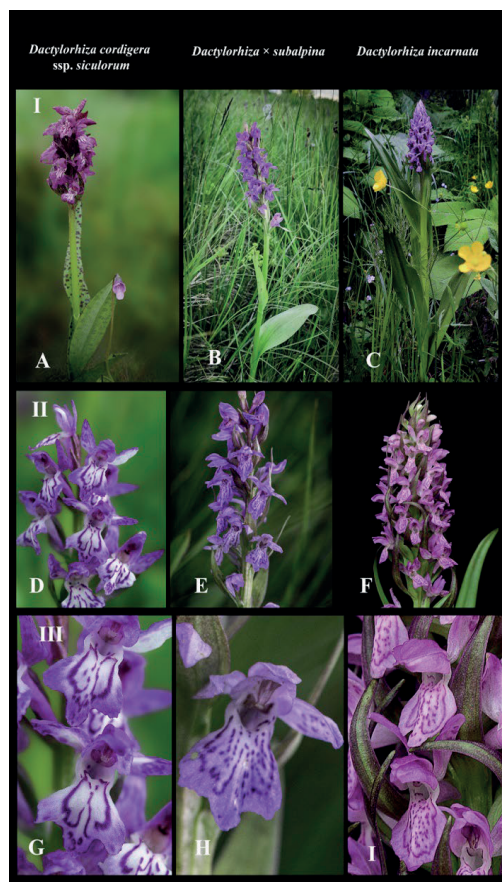 Dactylorhiza cordigera
ssp. siculorum
Dactylorhiza × subalpina
Dactylorhiza incarnata
I
A
B
C
II
D
E
F
III
G
H
I